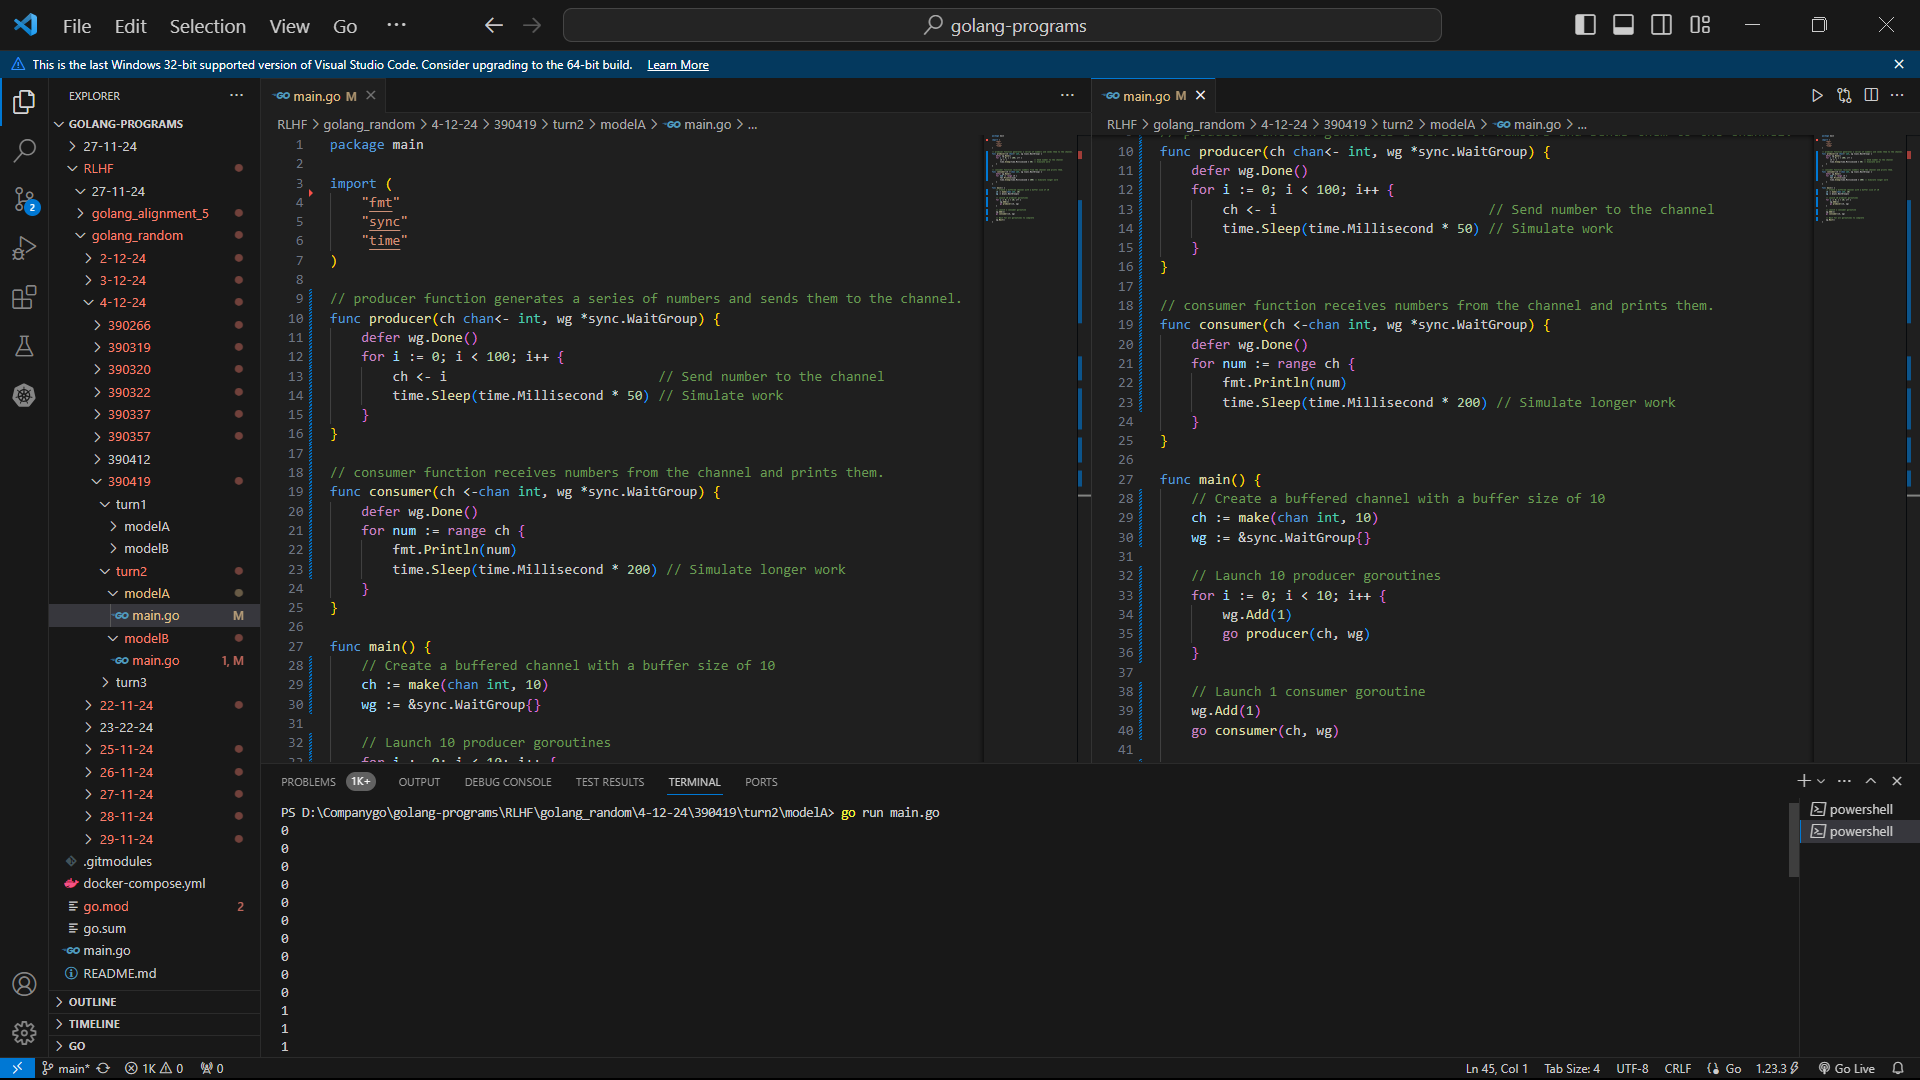 File Edit Selection View Go ··· golang-programs
This is the last Windows 32-bit supported version of Visual Studio Code. Consider upgrading to the 64-bit build. Learn More
EXPLORER
GOLANG-PROGRAMS
27-11-24
RLHF
27-11-24
golang_alignment_5
golang_random
2-12-24
3-12-24
4-12-24
390266
390319
390320
390322
390337
390357
390412
390419
turn1
modelA
modelB
turn2
modelA
main.go M
modelB
main.go 1, M
turn3
22-11-24
23-22-24
25-11-24
26-11-24
27-11-24
28-11-24
29-11-24
.gitmodules
docker-compose.yml
go.mod 2
go.sum
main.go
README.md
OUTLINE
TIMELINE
GO
2
main.go M
RLHF > golang_random > 4-12-24 > 390419 > turn2 > modelA > main.go > ...
1 package main
2
3 import (
4 "fmt"
5 "sync"
6 "time"
7 )
8
9 // producer function generates a series of numbers and sends them to the channel.
10 func producer(ch chan<- int, wg *sync.WaitGroup) {
11 defer wg.Done()
12 for i := 0; i < 100; i++ {
13 ch <- i // Send number to the channel
14 time.Sleep(time.Millisecond * 50) // Simulate work
15 }
16 }
17
18 // consumer function receives numbers from the channel and prints them.
19 func consumer(ch <-chan int, wg *sync.WaitGroup) {
20 defer wg.Done()
21 for num := range ch {
22 fmt.Println(num)
23 time.Sleep(time.Millisecond * 200) // Simulate longer work
24 }
25 }
26
27 func main() {
28 // Create a buffered channel with a buffer size of 10
29 ch := make(chan int, 10)
30 wg := &sync.WaitGroup{}
31
32 // Launch 10 producer goroutines
33 for i := 0; i < 10; i++ {
main.go M
RLHF > golang_random > 4-12-24 > 390419 > turn2 > modelA > main.go > ...
10 func producer(ch chan<- int, wg *sync.WaitGroup) {
11 defer wg.Done()
12 for i := 0; i < 100; i++ {
13 ch <- i // Send number to the channel
14 time.Sleep(time.Millisecond * 50) // Simulate work
15 }
16 }
17
18 // consumer function receives numbers from the channel and prints them.
19 func consumer(ch <-chan int, wg *sync.WaitGroup) {
20 defer wg.Done()
21 for num := range ch {
22 fmt.Println(num)
23 time.Sleep(time.Millisecond * 200) // Simulate longer work
24 }
25 }
26
27 func main() {
28 // Create a buffered channel with a buffer size of 10
29 ch := make(chan int, 10)
30 wg := &sync.WaitGroup{}
31
32 // Launch 10 producer goroutines
33 for i := 0; i < 10; i++ {
34 wg.Add(1)
35 go producer(ch, wg)
36 }
37
38 // Launch 1 consumer goroutine
39 wg.Add(1)
40 go consumer(ch, wg)
41
PROBLEMS 1K+ OUTPUT DEBUG CONSOLE TEST RESULTS TERMINAL PORTS
PS D:\Companygo\golang-programs\RLHF\golang_random\4-12-24\390419\turn2\modelA> go run main.go
0
0
0
0
0
0
0
0
0
0
1
1
1
powershell
powershell
main* 1K 0 0 Ln 45, Col 1 Tab Size: 4 UTF-8 CRLF Go 1.23.3 Go Live